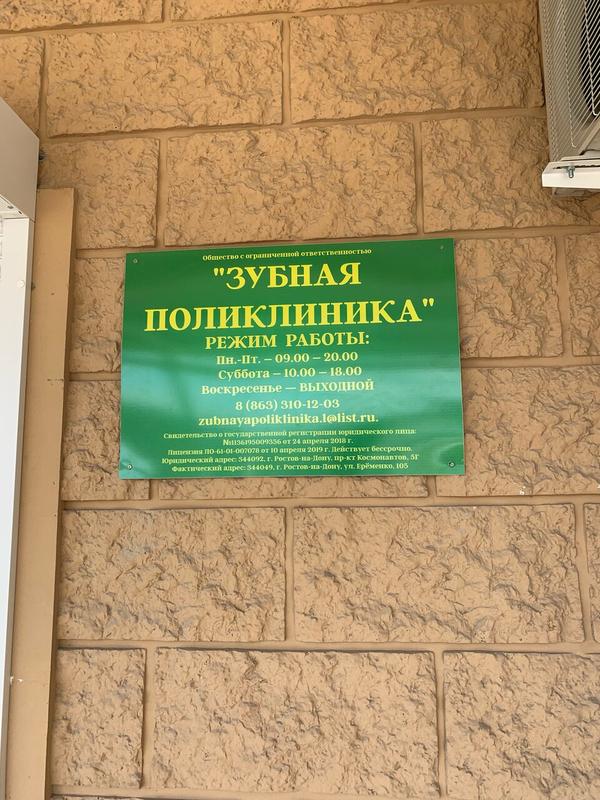 Общество с ограниченной ответственностью
"ЗУБНАЯ
ПОЛИКЛИНИКА"
РЕЖИМ РАБОТЫ:
Пн.-Пт. – 09.00 – 20.00
Суббота – 10.00 – 18.00
Воскресенье — ВЫХОДНОЙ
8 (863) 310-12-03
zubnayapoliklinika.1@list.ru.
Свидетельство о государственной регистрации юридического лица:
№1136195009336 от 24 апреля 2018 г.
Лицензия ЛО-61-01-007078 от 10 апреля 2019 г. Действует бессрочно.
Юридический адрес: 344092, г. Ростов-на-Дону, пр-кт Космонавтов, 5Г
Фактический адрес: 344049, г. Ростов-на-Дону, ул. Ерёменко, 105